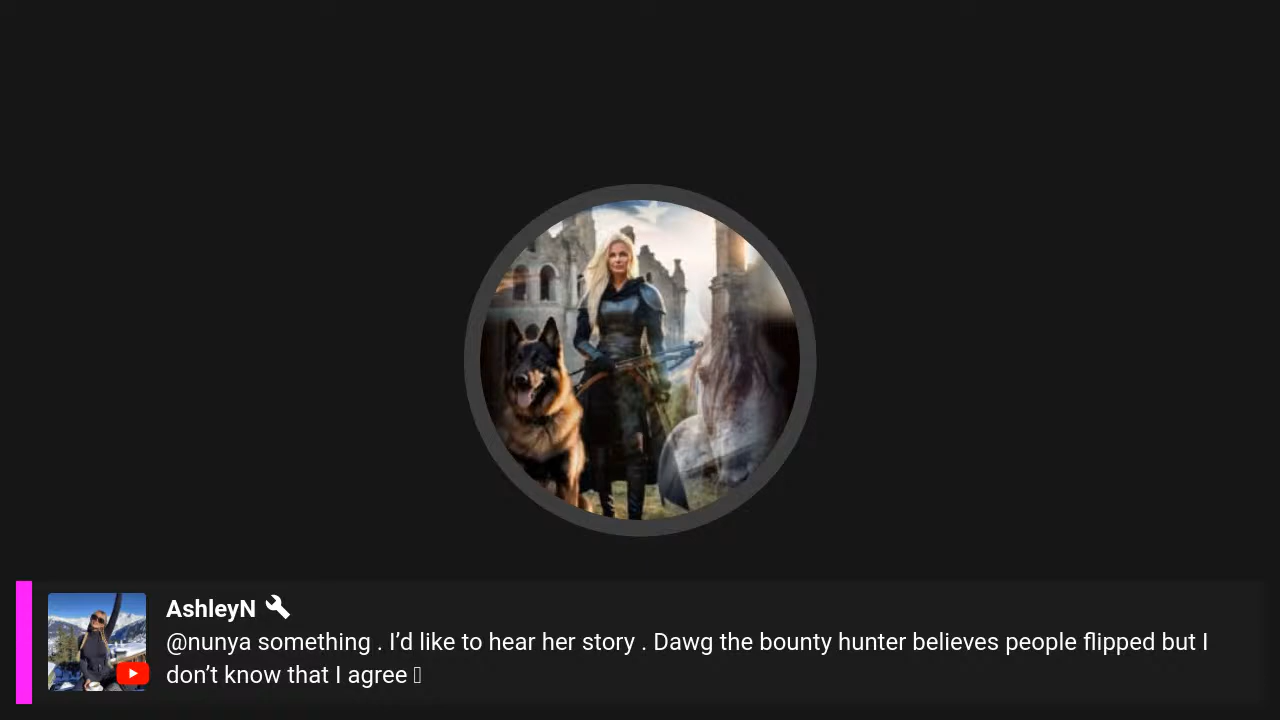 AshleyN
@nunya something . I’d like to hear her story . Dawg the bounty hunter believes people flipped but I
don’t know that I agree